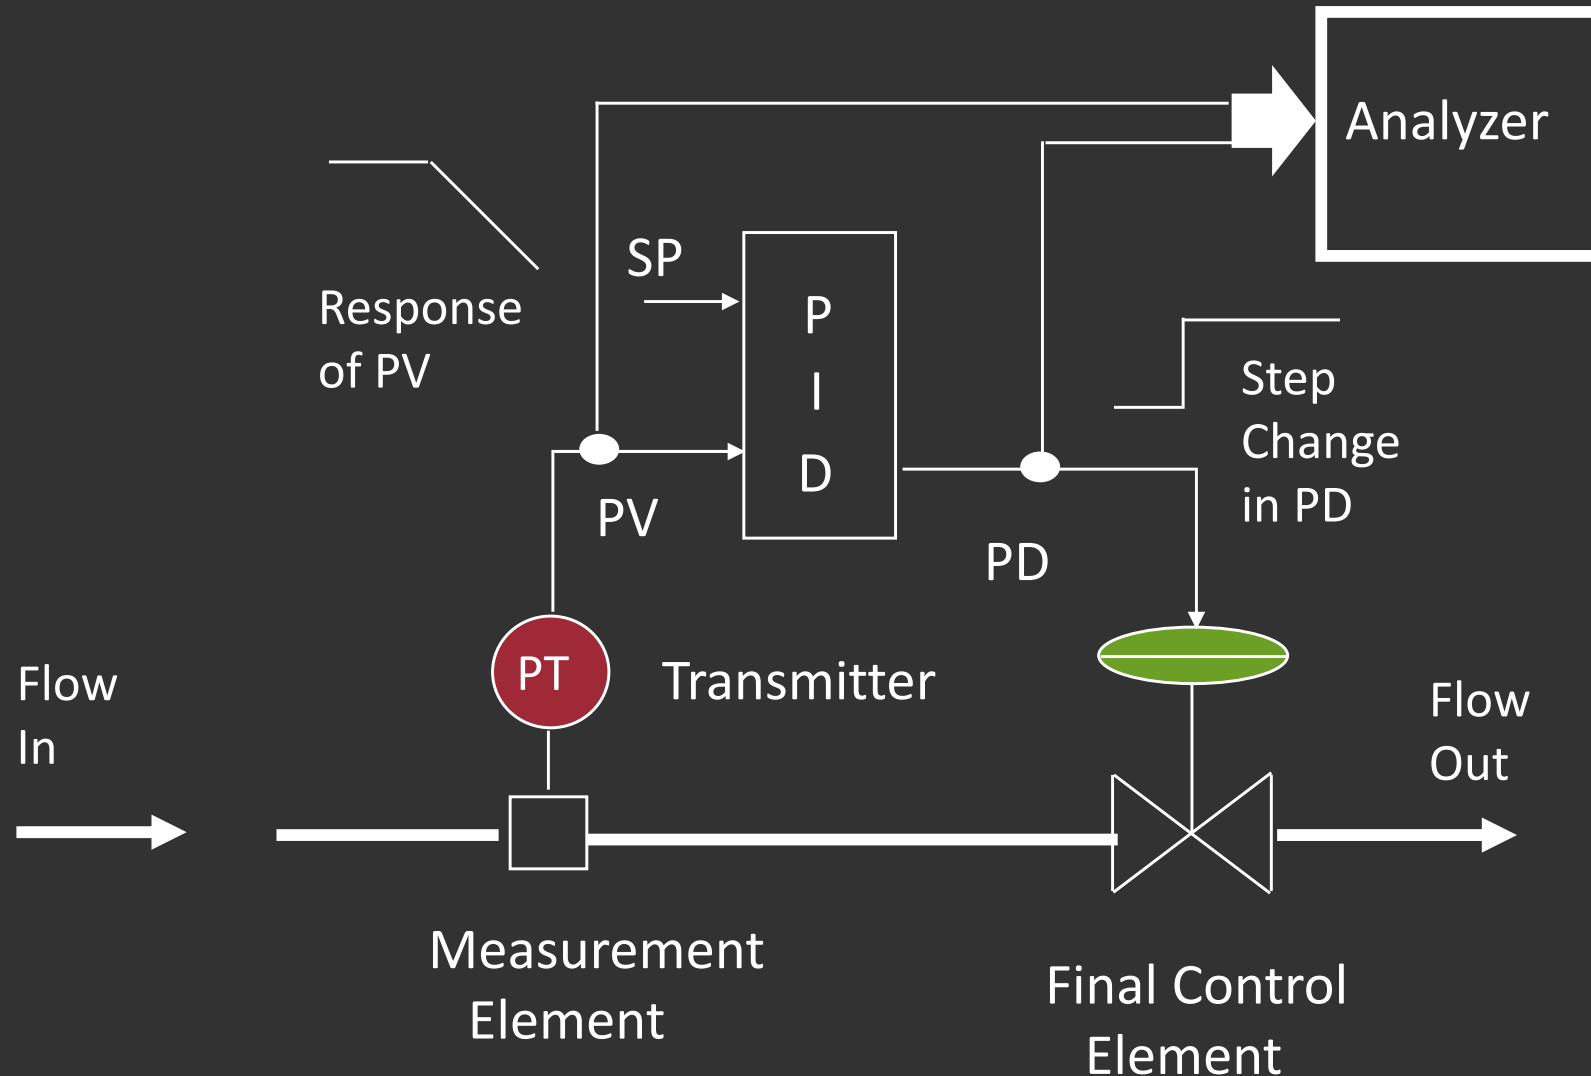 Analyzer
SP
Response
of PV
P
I
D
Step
Change
in PD
PV
PD
PT
Transmitter
Flow
In
Flow
Out
Measurement
Element
Final Control
Element